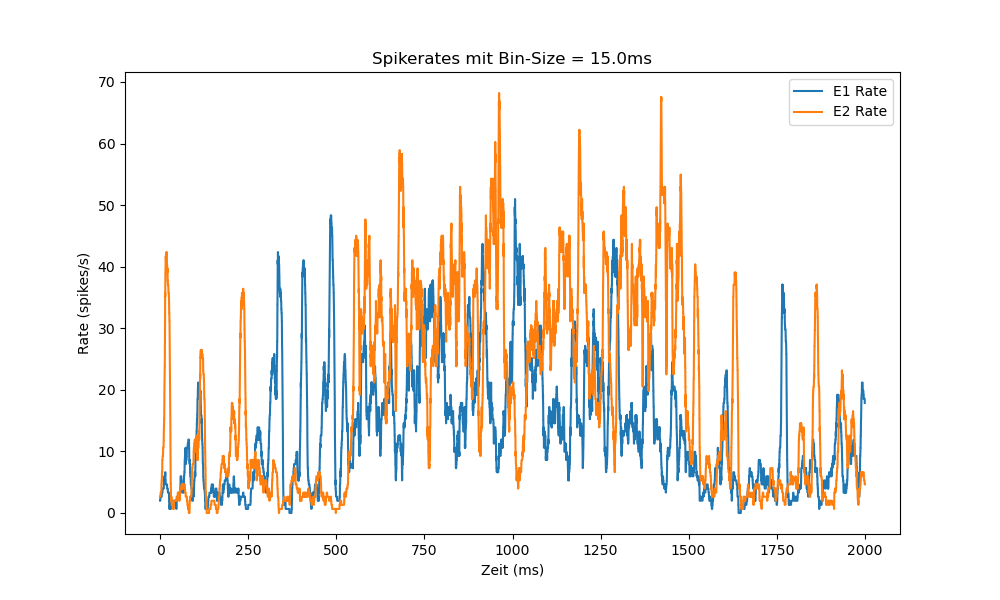 Spikerates mit Bin-Size = 15.0ms
E1 Rate
E2 Rate
Rate (spikes/s)
70
60
50
40
30
20
10
0
0 250 500 750 1000 1250 1500 1750 2000
Zeit (ms)